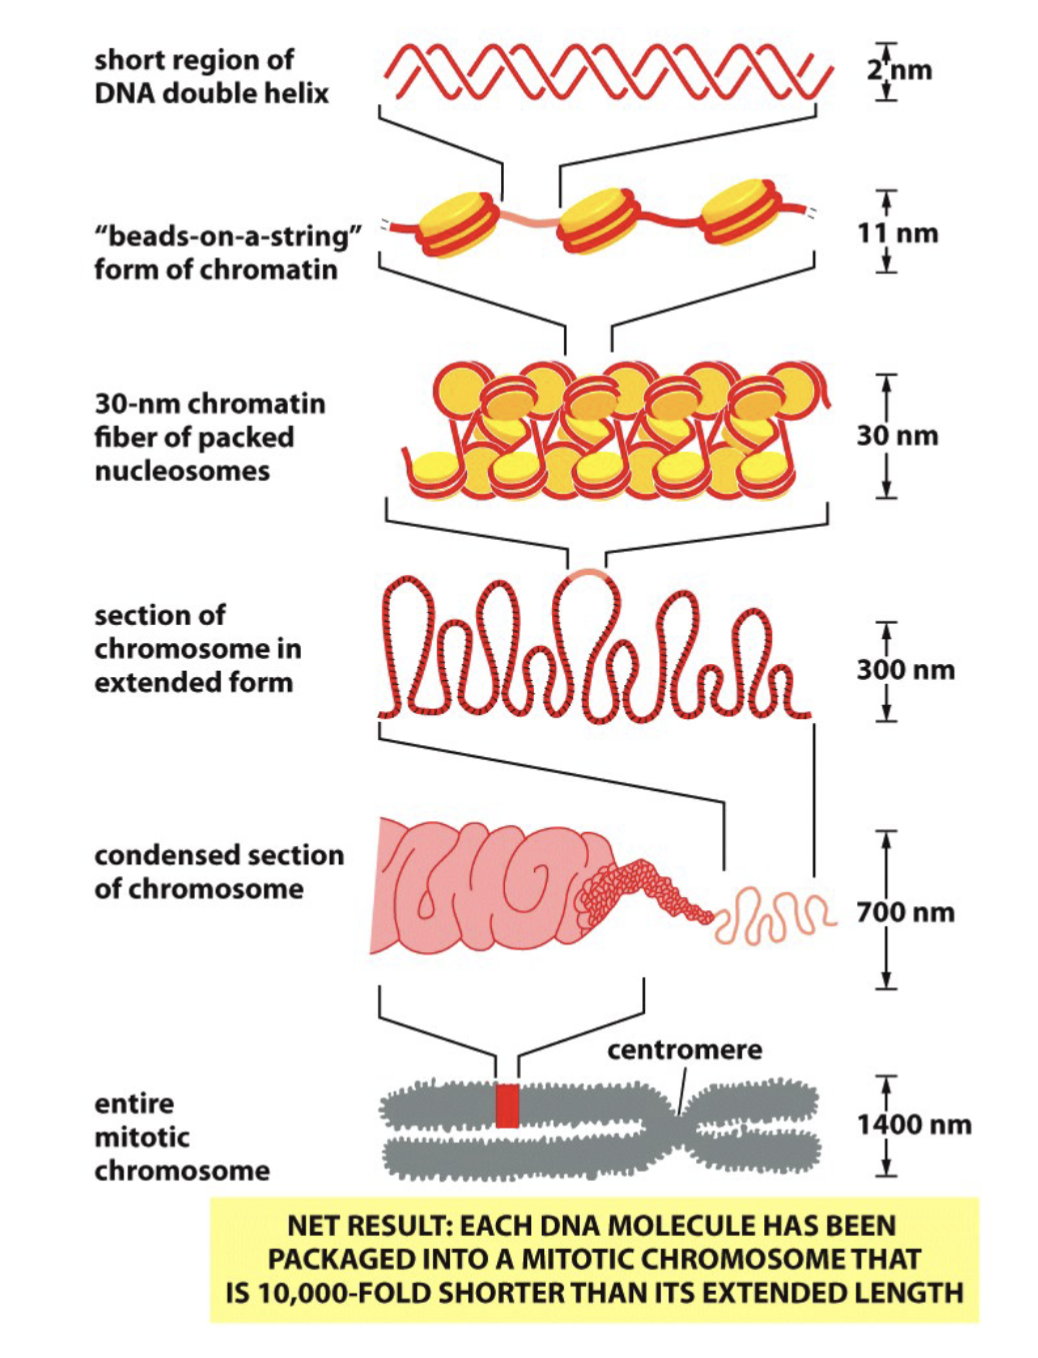 short region of
DNA double helix
2 nm
“beads-on-a-string”
form of chromatin
11 nm
30-nm chromatin
fiber of packed
nucleosomes
30 nm
section of
chromosome in
extended form
300 nm
condensed section
of chromosome
700 nm
centromere
entire
mitotic
chromosome
1400 nm
NET RESULT: EACH DNA MOLECULE HAS BEEN
PACKAGED INTO A MITOTIC CHROMOSOME THAT
IS 10,000-FOLD SHORTER THAN ITS EXTENDED LENGTH